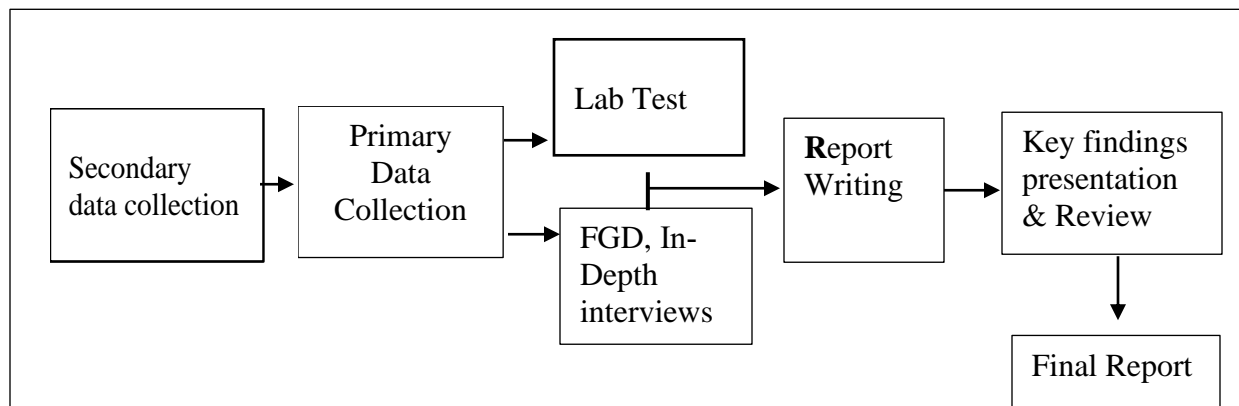 Secondary
data collection
Primary
Data
Collection
Lab Test
FGD, In-
Depth
interviews
Report
Writing
Key findings
presentation
& Review
Final Report